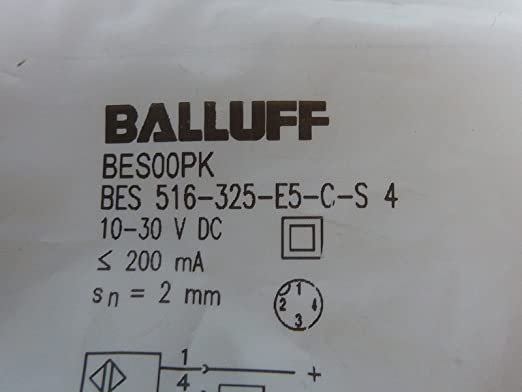 BALLUFF
BES00PK
BES 516-325-E5-C-S 4
10-30 V DC
≤ 200 mA
sn = 2 mm
1
2 4
3
1
+
4